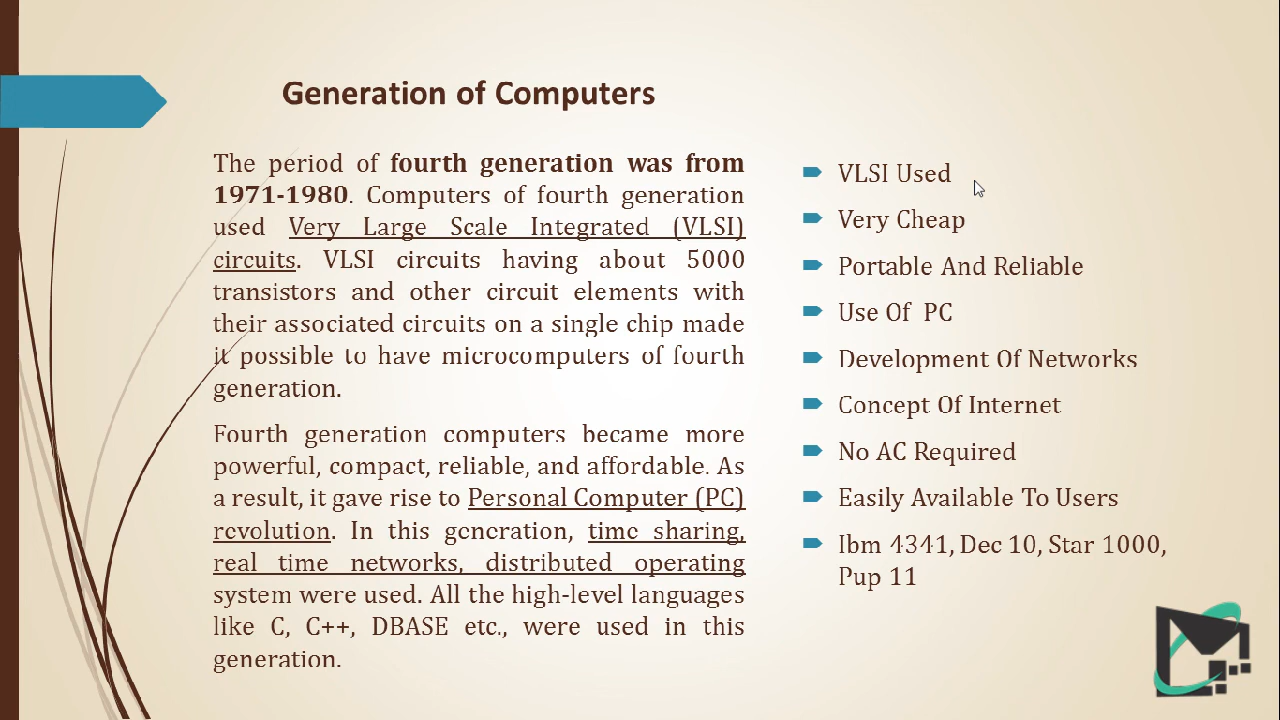 Generation of Computers
The period of fourth generation was from
1971-1980. Computers of fourth generation
used Very Large Scale Integrated (VLSI)
circuits. VLSI circuits having about 5000
transistors and other circuit elements with
their associated circuits on a single chip made
it possible to have microcomputers of fourth
generation.
Fourth generation computers became more
powerful, compact, reliable, and affordable. As
a result, it gave rise to Personal Computer (PC)
revolution. In this generation, time sharing,
real time networks, distributed operating
system were used. All the high-level languages
like C, C++, DBASE etc., were used in this
generation.
VLSI Used
Very Cheap
Portable And Reliable
Use Of PC
Development Of Networks
Concept Of Internet
No AC Required
Easily Available To Users
Ibm 4341, Dec 10, Star 1000,
Pup 11